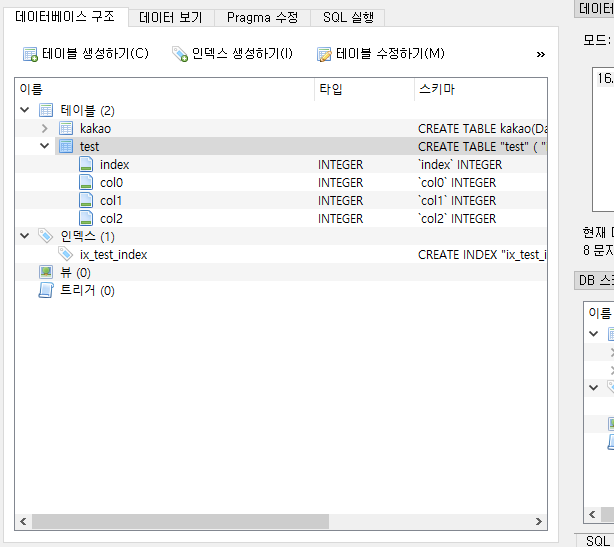 데이터베이스 구조 데이터 보기 Pragma 수정 SQL 실행
테이블 생성하기(C) 인덱스 생성하기(I) 테이블 수정하기(M) »
이름 타입 스키마
테이블 (2)
kakao CREATE TABLE kakao(Da
test CREATE TABLE "test" ( "
index INTEGER `index` INTEGER
col0 INTEGER `col0` INTEGER
col1 INTEGER `col1` INTEGER
col2 INTEGER `col2` INTEGER
인덱스 (1)
ix_test_index CREATE INDEX "ix_test_i
뷰 (0)
트리거 (0)
데이터
모드:
16.
현재
8 문자
DB 스
이름
SQL